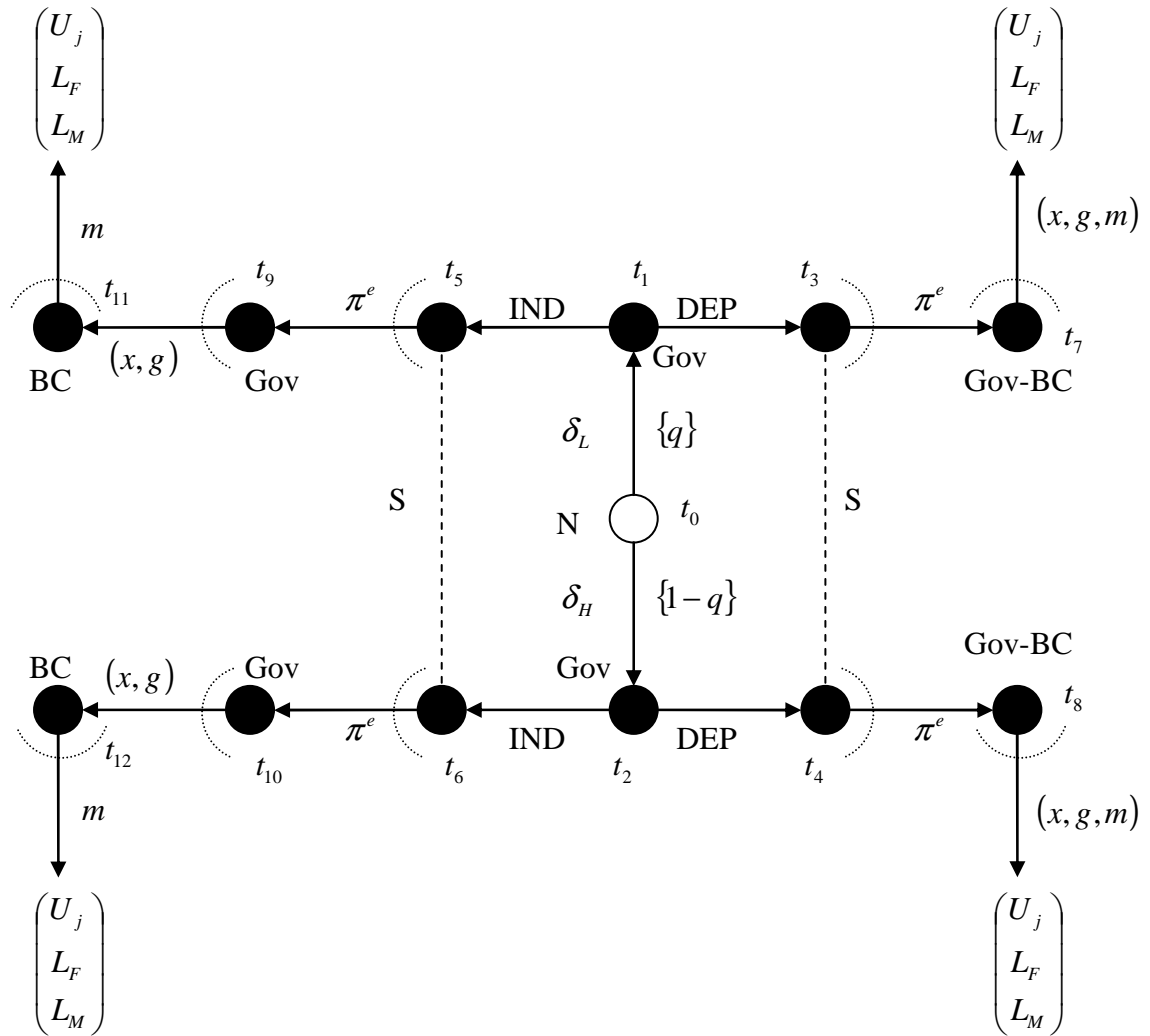 U_j U_j
L_F L_F
L_M L_M
m (x, g, m)
t_11 t_9 t_5 t_1 t_3
π^e IND DEP π^e
(x, g) t_7
BC Gov Gov Gov-BC
δ_L {q}
S N t_0 S
δ_H {1 − q}
BC (x, g) Gov Gov Gov-BC
t_8
π^e IND DEP π^e
t_12 t_10 t_6 t_2 t_4
m (x, g, m)
U_j U_j
L_F L_F
L_M L_M